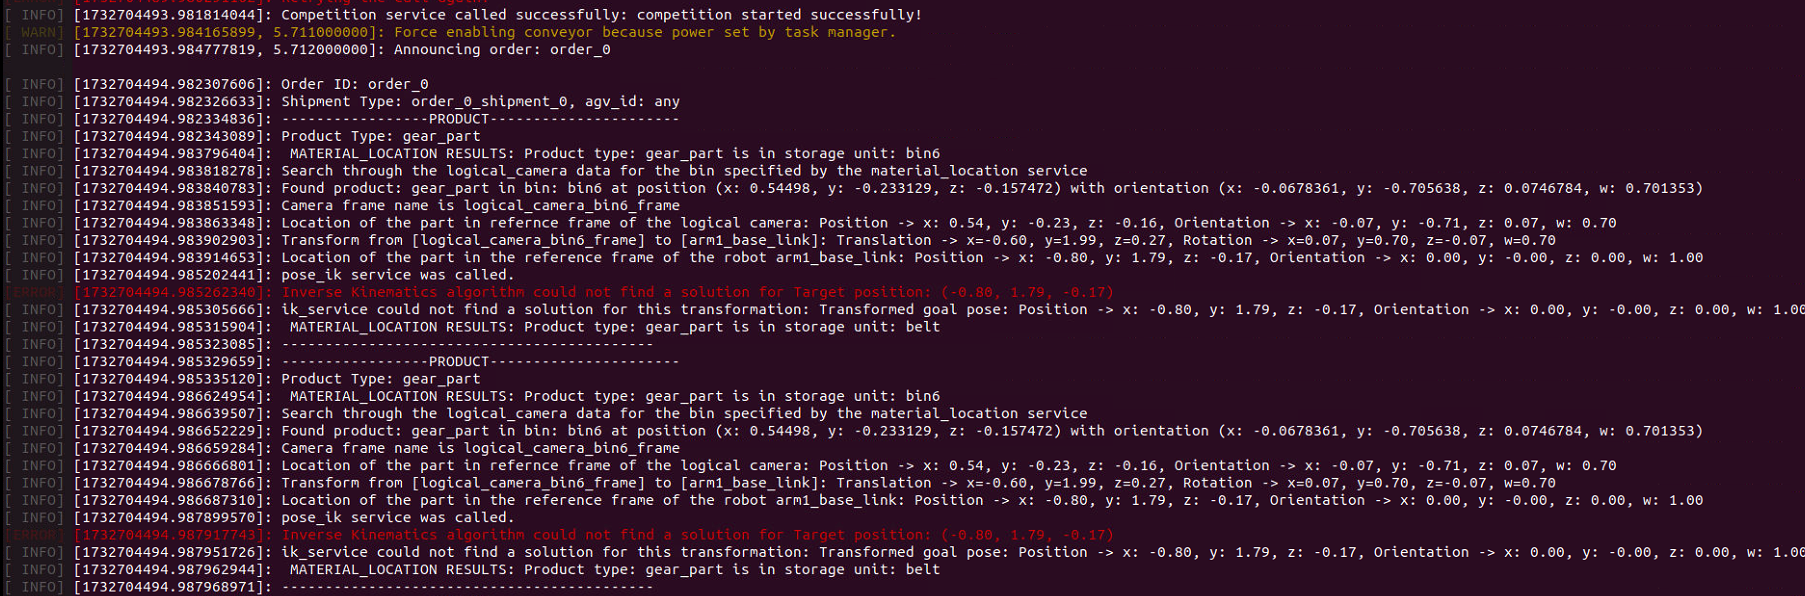 Retrying the call again.
[ INFO] [1732704493.981814044]: Competition service called successfully: competition started successfully!
[ WARN] [1732704493.984165899, 5.711000000]: Force enabling conveyor because power set by task manager.
[ INFO] [1732704493.984777819, 5.712000000]: Announcing order: order_0
[ INFO] [1732704494.982307606]: Order ID: order_0
[ INFO] [1732704494.982326633]: Shipment Type: order_0_shipment_0, agv_id: any
[ INFO] [1732704494.982334836]: -----------------PRODUCT----------------------
[ INFO] [1732704494.982343089]: Product Type: gear_part
[ INFO] [1732704494.983796404]:  MATERIAL_LOCATION RESULTS: Product type: gear_part is in storage unit: bin6
[ INFO] [1732704494.983818278]: Search through the logical_camera data for the bin specified by the material_location service
[ INFO] [1732704494.983840783]: Found product: gear_part in bin: bin6 at position (x: 0.54498, y: -0.233129, z: -0.157472) with orientation (x: -0.0678361, y: -0.705638, z: 0.0746784, w: 0.701353)
[ INFO] [1732704494.983851593]: Camera frame name is logical_camera_bin6_frame
[ INFO] [1732704494.983863348]: Location of the part in refernce frame of the logical camera: Position -> x: 0.54, y: -0.23, z: -0.16, Orientation -> x: -0.07, y: -0.71, z: 0.07, w: 0.70
[ INFO] [1732704494.983902903]: Transform from [logical_camera_bin6_frame] to [arm1_base_link]: Translation -> x=-0.60, y=1.99, z=0.27, Rotation -> x=0.07, y=0.70, z=-0.07, w=0.70
[ INFO] [1732704494.983914653]: Location of the part in the reference frame of the robot arm1_base_link: Position -> x: -0.80, y: 1.79, z: -0.17, Orientation -> x: 0.00, y: -0.00, z: 0.00, w: 1.00
[ INFO] [1732704494.985202441]: pose_ik service was called.
[ERROR] [1732704494.985262340]: Inverse Kinematics algorithm could not find a solution for Target position: (-0.80, 1.79, -0.17)
[ INFO] [1732704494.985305666]: ik_service could not find a solution for this transformation: Transformed goal pose: Position -> x: -0.80, y: 1.79, z: -0.17, Orientation -> x: 0.00, y: -0.00, z: 0.00, w: 1.00
[ INFO] [1732704494.985315904]:  MATERIAL_LOCATION RESULTS: Product type: gear_part is in storage unit: belt
[ INFO] [1732704494.985323085]: -------------------------------------------
[ INFO] [1732704494.985329659]: -----------------PRODUCT----------------------
[ INFO] [1732704494.985335120]: Product Type: gear_part
[ INFO] [1732704494.986624954]:  MATERIAL_LOCATION RESULTS: Product type: gear_part is in storage unit: bin6
[ INFO] [1732704494.986639507]: Search through the logical_camera data for the bin specified by the material_location service
[ INFO] [1732704494.986652229]: Found product: gear_part in bin: bin6 at position (x: 0.54498, y: -0.233129, z: -0.157472) with orientation (x: -0.0678361, y: -0.705638, z: 0.0746784, w: 0.701353)
[ INFO] [1732704494.986659284]: Camera frame name is logical_camera_bin6_frame
[ INFO] [1732704494.986666801]: Location of the part in refernce frame of the logical camera: Position -> x: 0.54, y: -0.23, z: -0.16, Orientation -> x: -0.07, y: -0.71, z: 0.07, w: 0.70
[ INFO] [1732704494.986678766]: Transform from [logical_camera_bin6_frame] to [arm1_base_link]: Translation -> x=-0.60, y=1.99, z=0.27, Rotation -> x=0.07, y=0.70, z=-0.07, w=0.70
[ INFO] [1732704494.986687310]: Location of the part in the reference frame of the robot arm1_base_link: Position -> x: -0.80, y: 1.79, z: -0.17, Orientation -> x: 0.00, y: -0.00, z: 0.00, w: 1.00
[ INFO] [1732704494.987899570]: pose_ik service was called.
[ERROR] [1732704494.987917743]: Inverse Kinematics algorithm could not find a solution for Target position: (-0.80, 1.79, -0.17)
[ INFO] [1732704494.987951726]: ik_service could not find a solution for this transformation: Transformed goal pose: Position -> x: -0.80, y: 1.79, z: -0.17, Orientation -> x: 0.00, y: -0.00, z: 0.00, w: 1.00
[ INFO] [1732704494.987962944]:  MATERIAL_LOCATION RESULTS: Product type: gear_part is in storage unit: belt
[ INFO] [1732704494.987968971]: -------------------------------------------